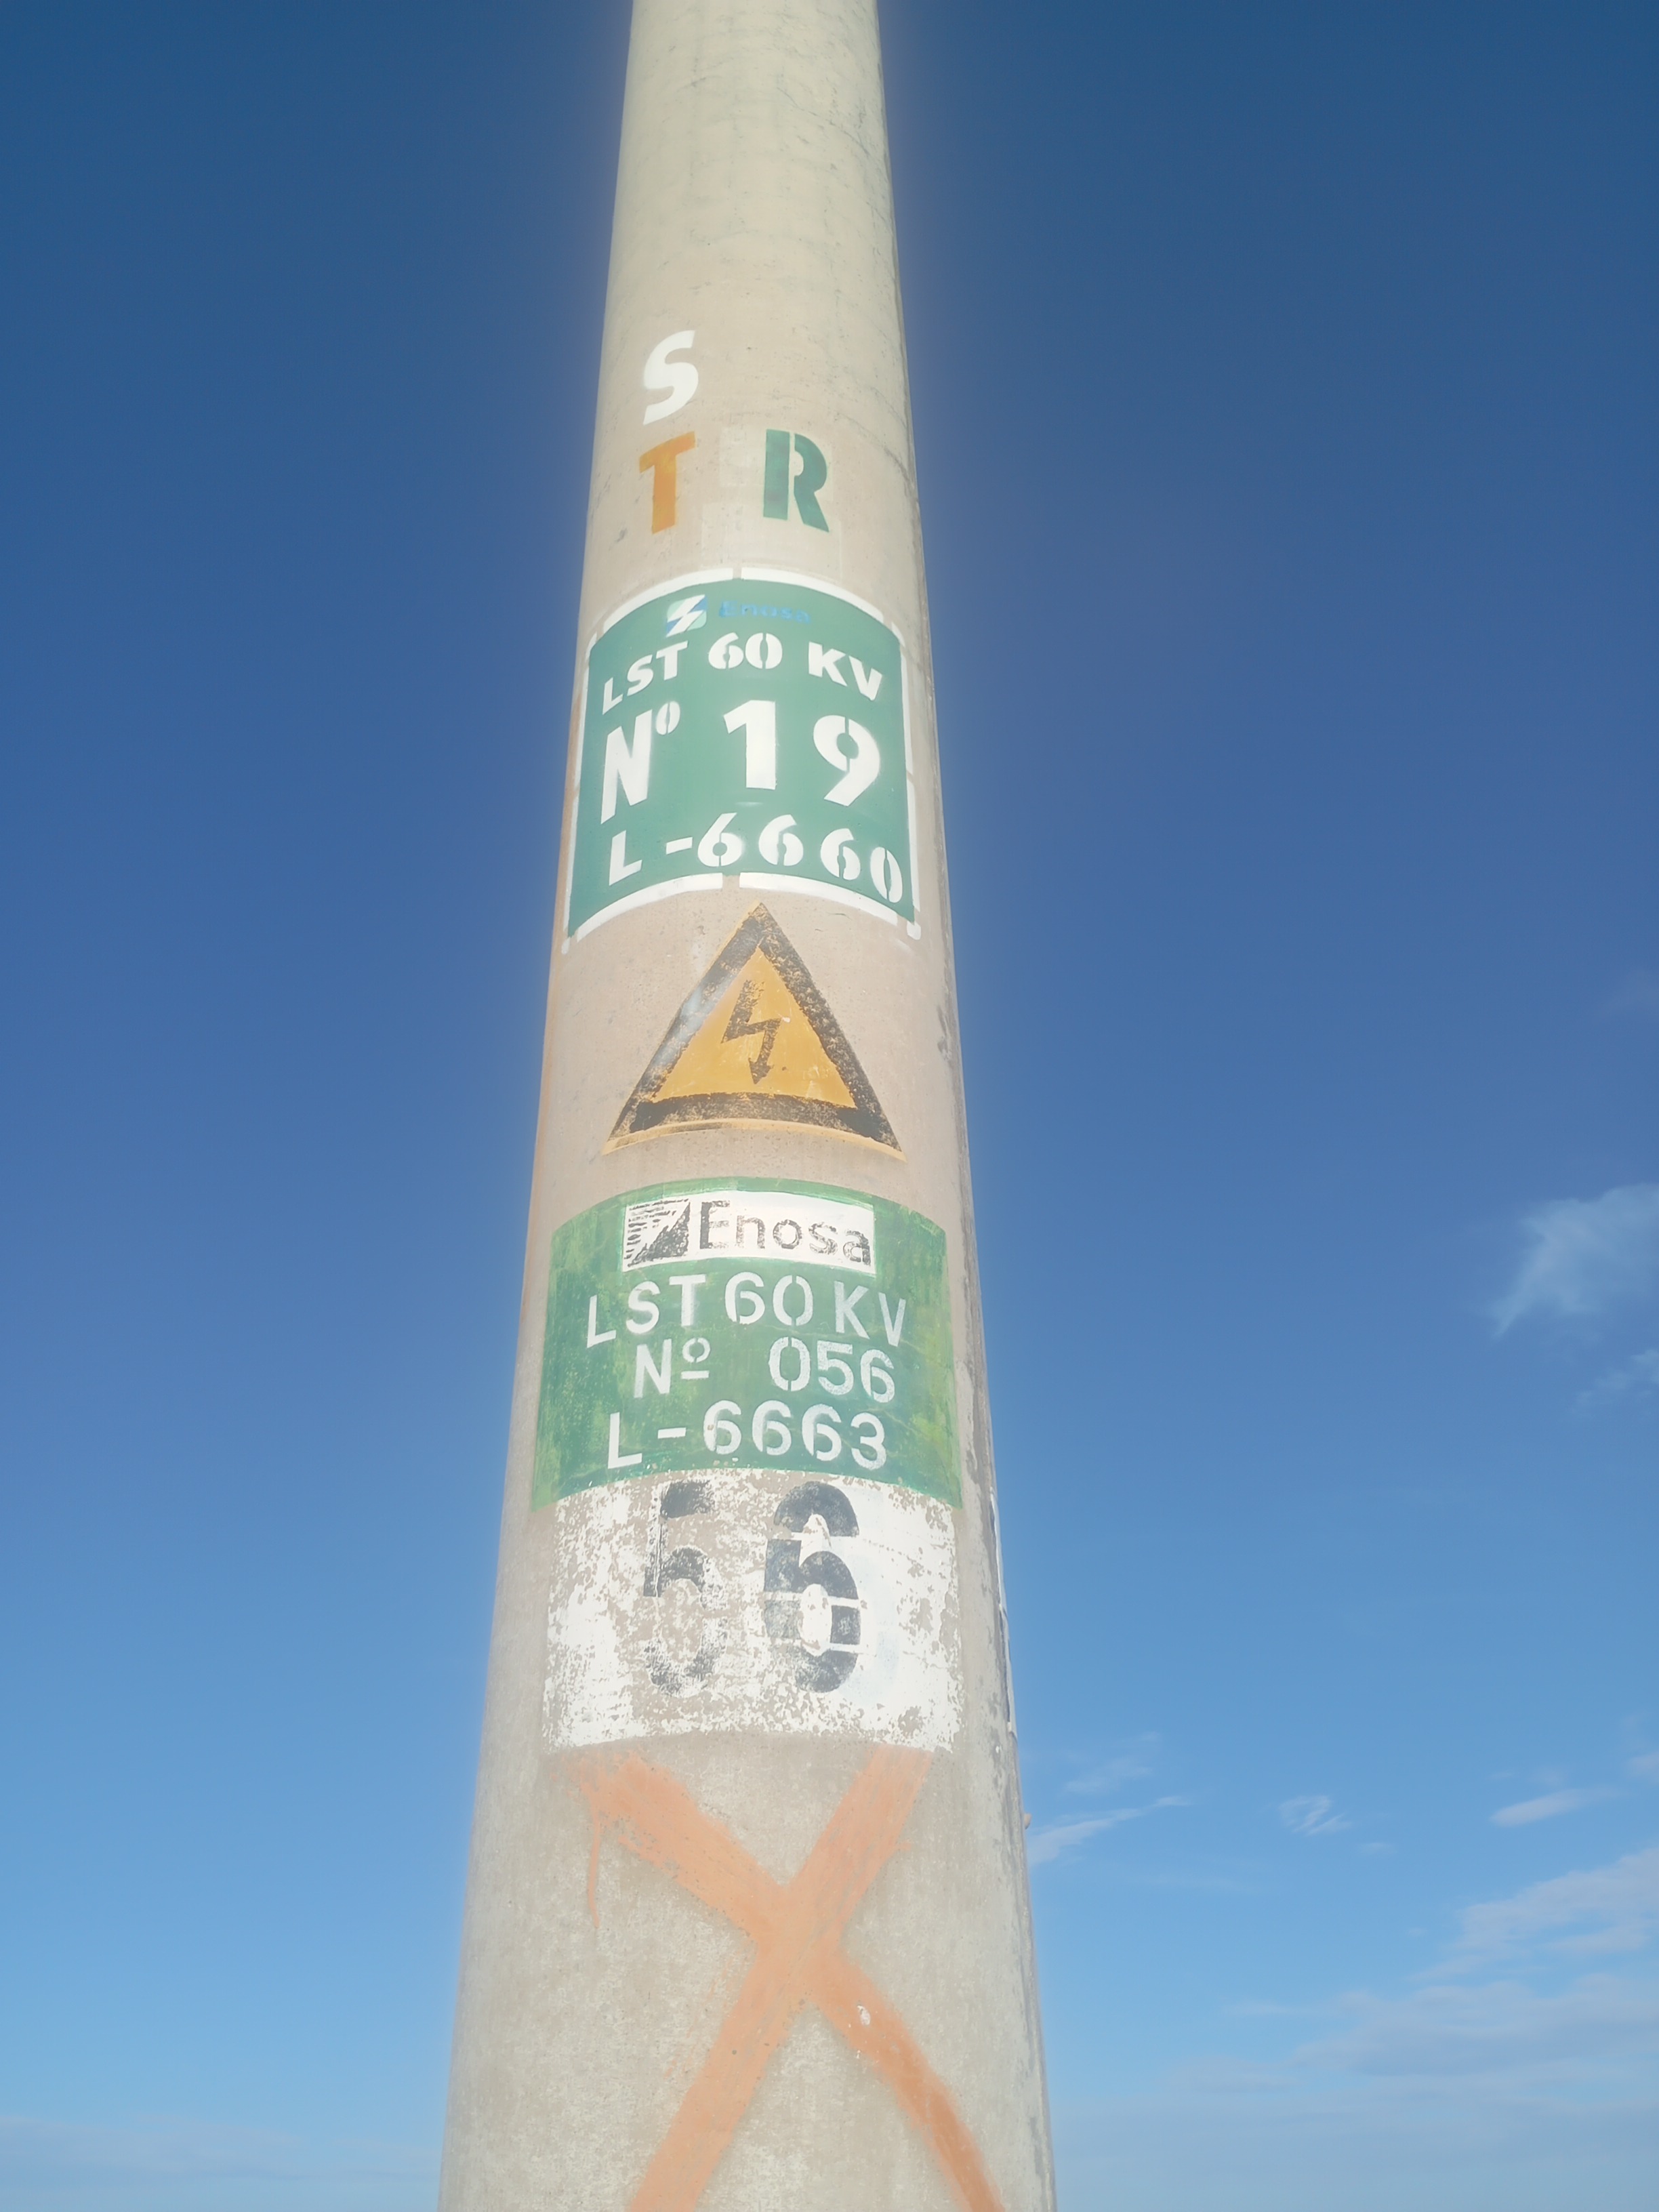 S
T R
Enosa
LST 60 KV
Nº 19
L-6660
Enosa
LST 60 KV
Nº 056
L-6663
56